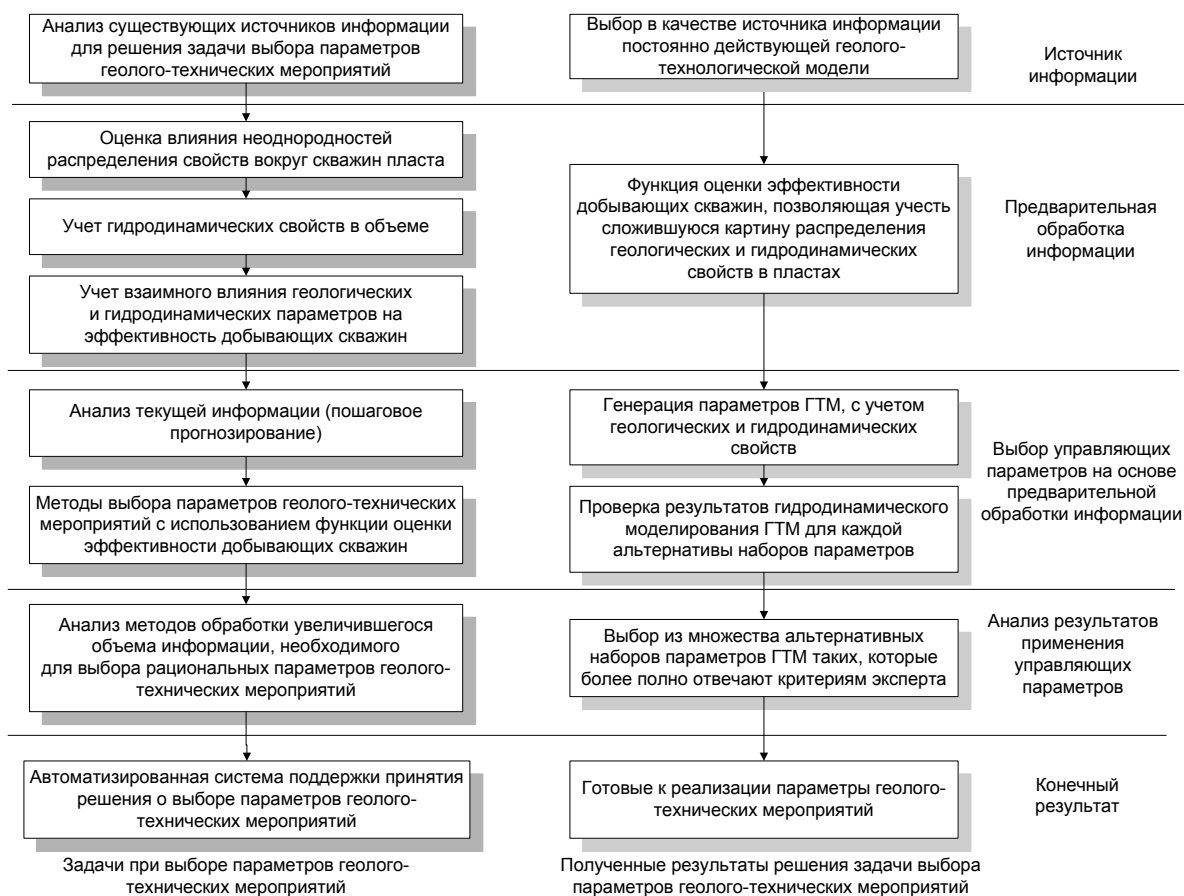 Анализ существующих источников информации
для решения задачи выбора параметров
геолого-технических мероприятий
Выбор в качестве источника информации
постоянно действующей геолого-
технологической модели
Источник
информации
Оценка влияния неоднородностей
распределения свойств вокруг скважин пласта
Учет гидродинамических свойств в объеме
Учет взаимного влияния геологических
и гидродинамических параметров на
эффективность добывающих скважин
Функция оценки эффективности
добывающих скважин, позволяющая учесть
сложившуюся картину распределения
геологических и гидродинамических
свойств в пластах
Предварительная
обработка
информации
Анализ текущей информации (пошаговое
прогнозирование)
Методы выбора параметров геолого-технических
мероприятий с использованием функции оценки
эффективности добывающих скважин
Генерация параметров ГТМ, с учетом
геологических и гидродинамических
свойств
Проверка результатов гидродинамического
моделирования ГТМ для каждой
альтернативы наборов параметров
Выбор управляющих
параметров на основе
предварительной
обработки информации
Анализ методов обработки увеличившегося
объема информации, необходимого
для выбора рациональных параметров геолого-
технических мероприятий
Выбор из множества альтернативных
наборов параметров ГТМ таких, которые
более полно отвечают критериям эксперта
Анализ результатов
применения
управляющих
параметров
Автоматизированная система поддержки принятия
решения о выборе параметров геолого-
технических мероприятий
Готовые к реализации параметры геолого-
технических мероприятий
Конечный
результат
Задачи при выборе параметров геолого-
технических мероприятий
Полученные результаты решения задачи выбора
параметров геолого-технических мероприятий